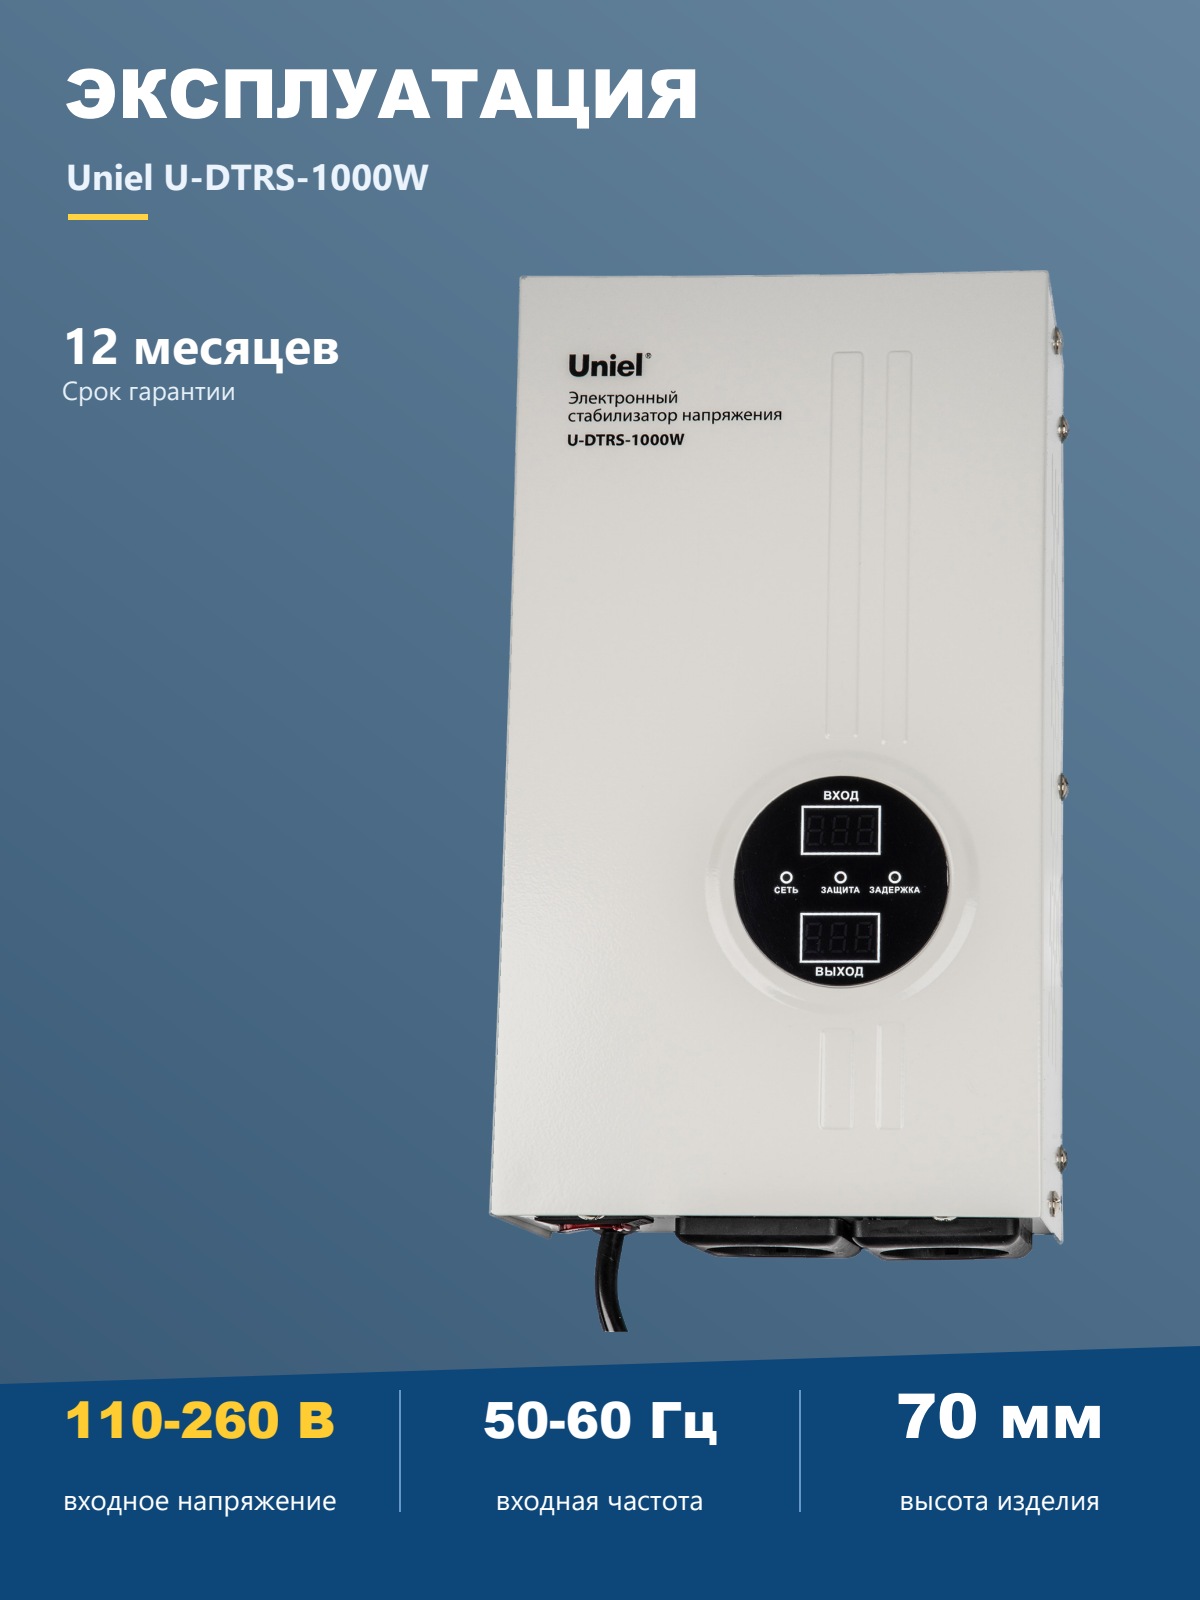 ЭКСПЛУАТАЦИЯ
Uniel U-DTRS-1000W
12 месяцев
Срок гарантии
Uniel®
Электронный
стабилизатор напряжения
U-DTRS-1000W
ВХОД
СЕТЬ ЗАЩИТА ЗАДЕРЖКА
ВЫХОД
110-260 В
входное напряжение
50-60 Гц
входная частота
70 мм
высота изделия